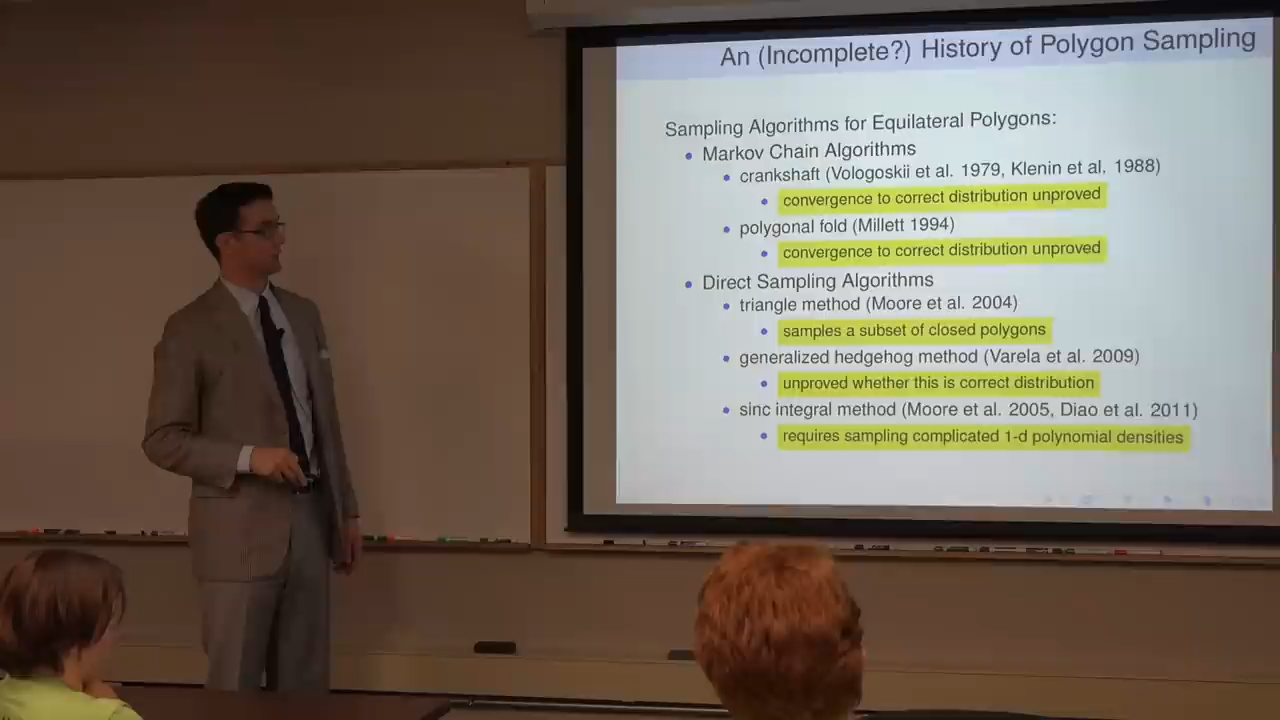 An (Incomplete?) History of Polygon Sampling
Sampling Algorithms for Equilateral Polygons:
• Markov Chain Algorithms
• crankshaft (Vologoskii et al. 1979, Klenin et al. 1988)
• convergence to correct distribution unproved
• polygonal fold (Millett 1994)
• convergence to correct distribution unproved
• Direct Sampling Algorithms
• triangle method (Moore et al. 2004)
• samples a subset of closed polygons
• generalized hedgehog method (Varela et al. 2009)
• unproved whether this is correct distribution
• sinc integral method (Moore et al. 2005, Diao et al. 2011)
• requires sampling complicated 1-d polynomial densities